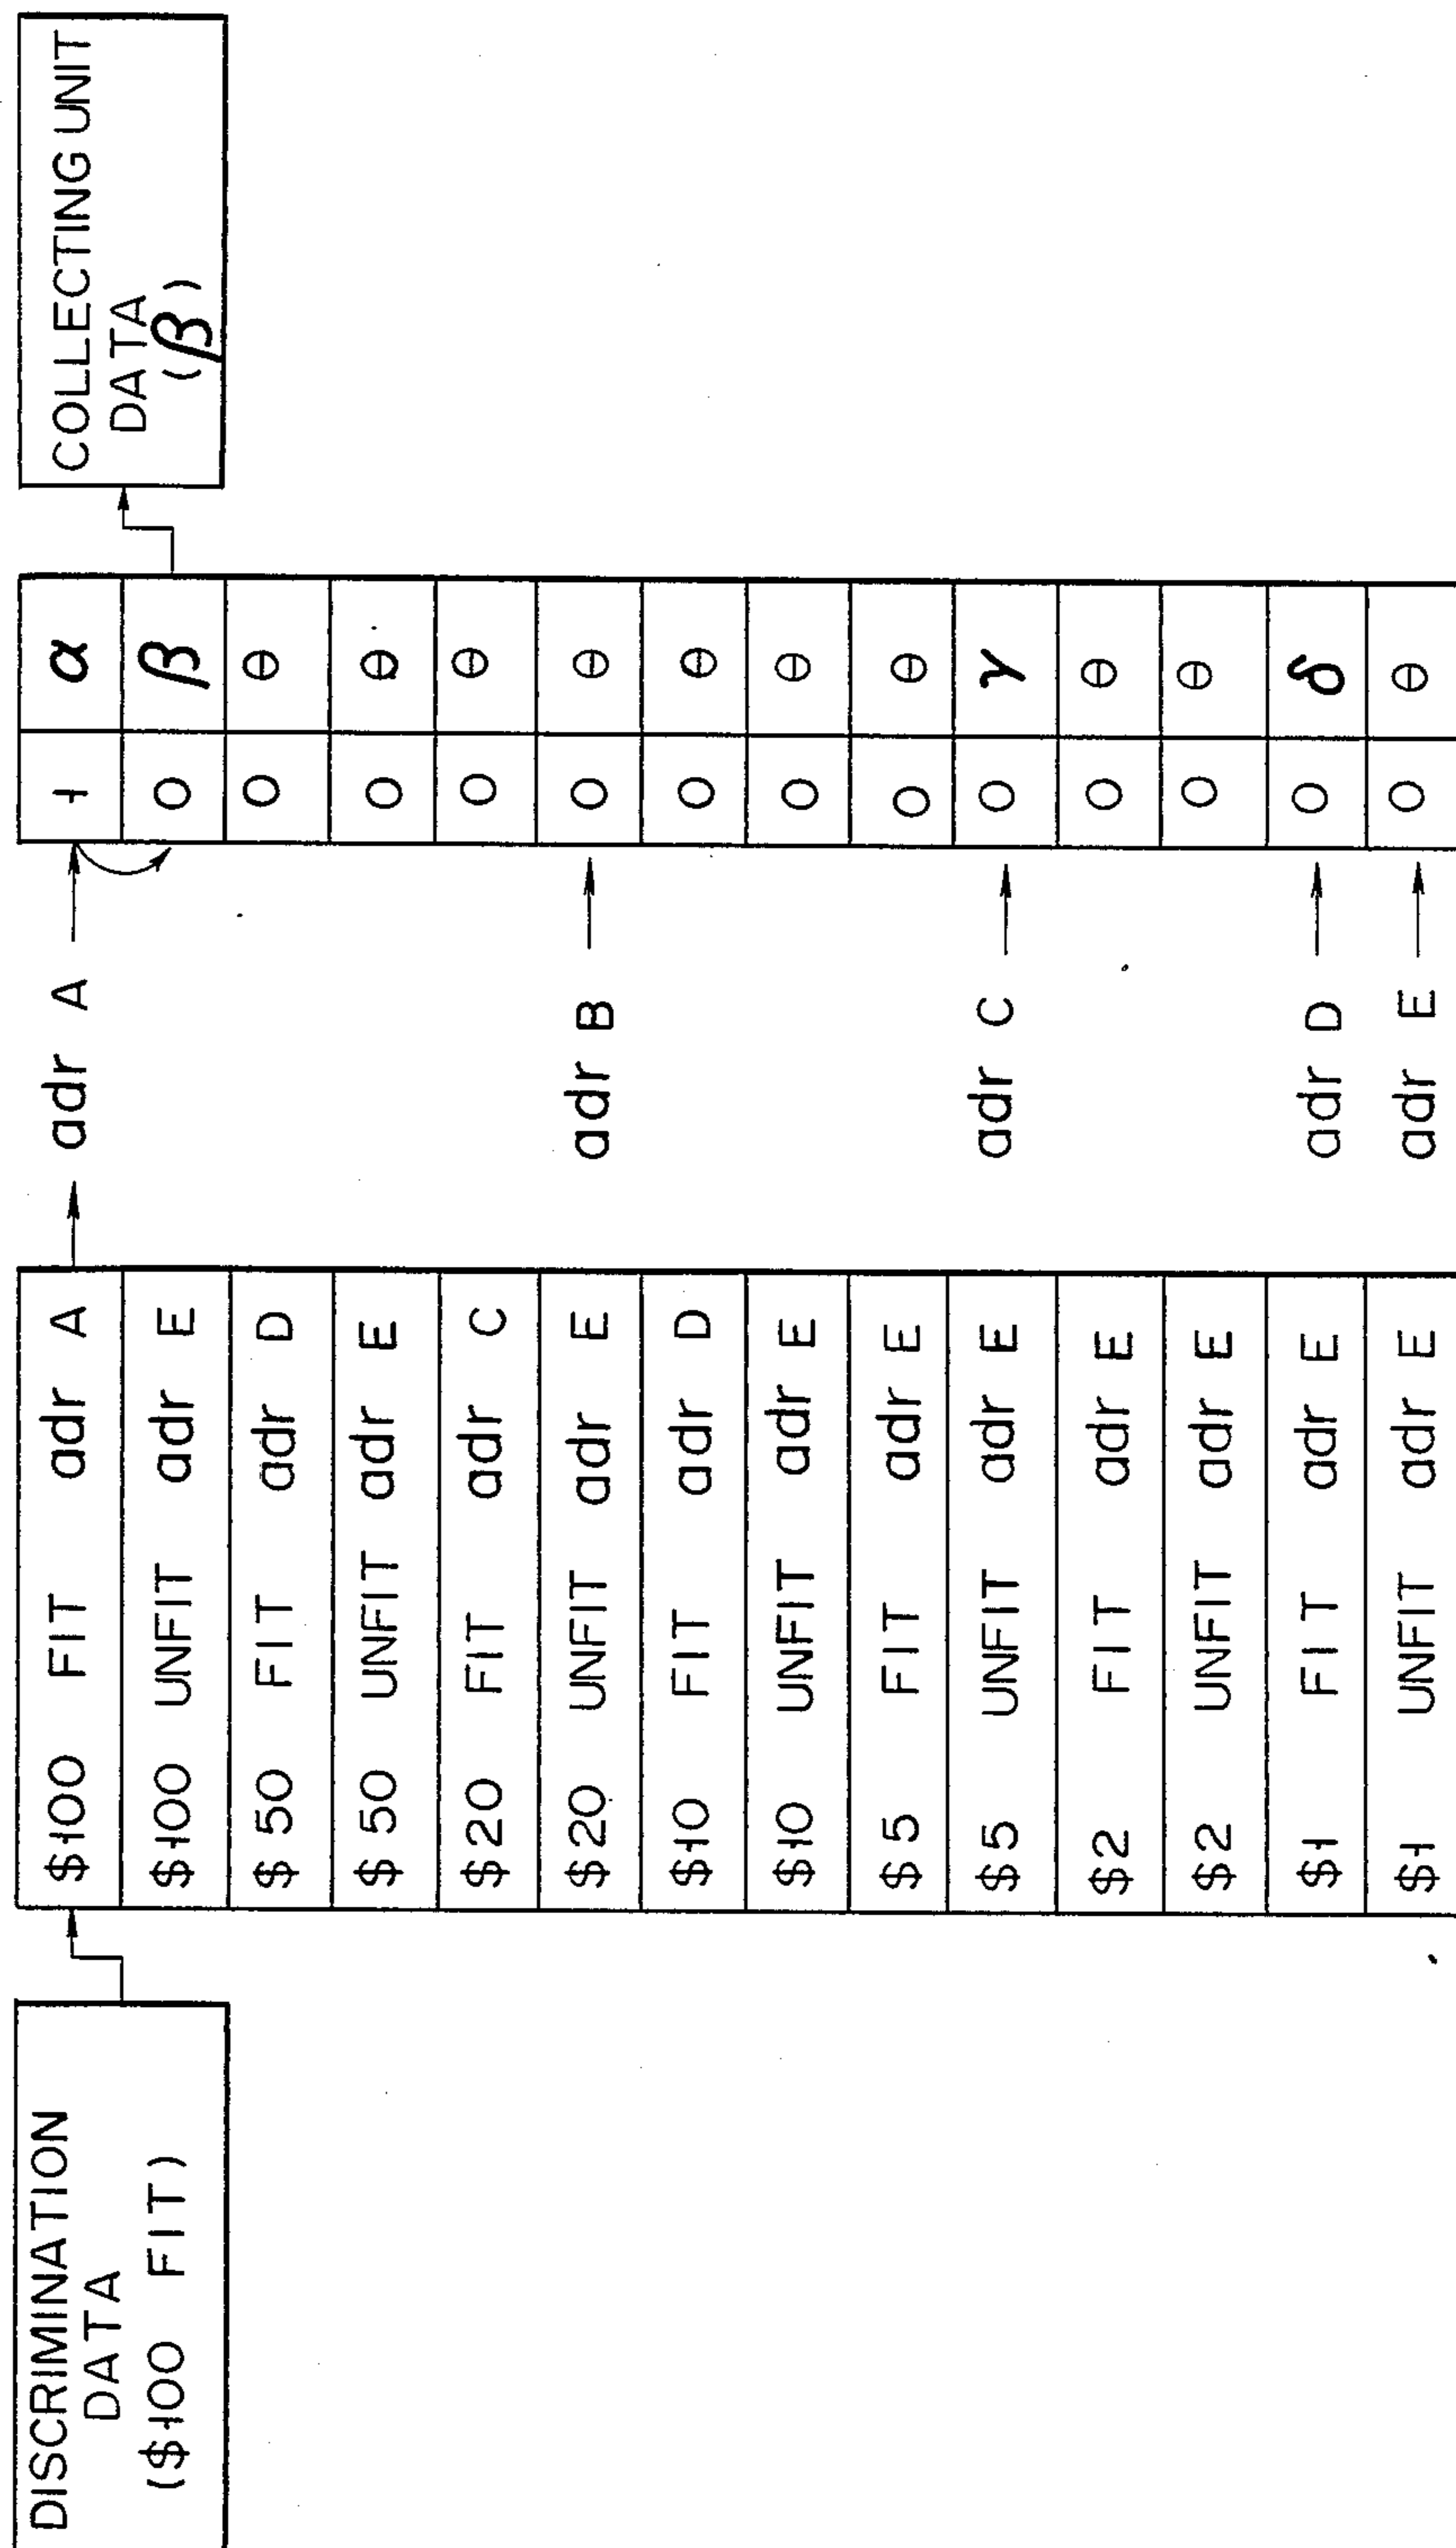 DISCRIMINATION
DATA
($100 FIT)
$100 FIT adr A
$100 UNFIT adr E
$50 FIT adr D
$50 UNFIT adr E
$20 FIT adr C
$20 UNFIT adr E
$10 FIT adr D
$10 UNFIT adr E
$5 FIT adr E
$5 UNFIT adr E
$2 FIT adr E
$2 UNFIT adr E
$1 FIT adr E
$1 UNFIT adr E
adr A
adr B
adr C
adr D
adr E
1 α
0 β
0 θ
0 θ
0 θ
0 θ
0 θ
0 θ
0 θ
0 γ
0 θ
0 θ
0 δ
0 θ
COLLECTING UNIT
DATA
(β)